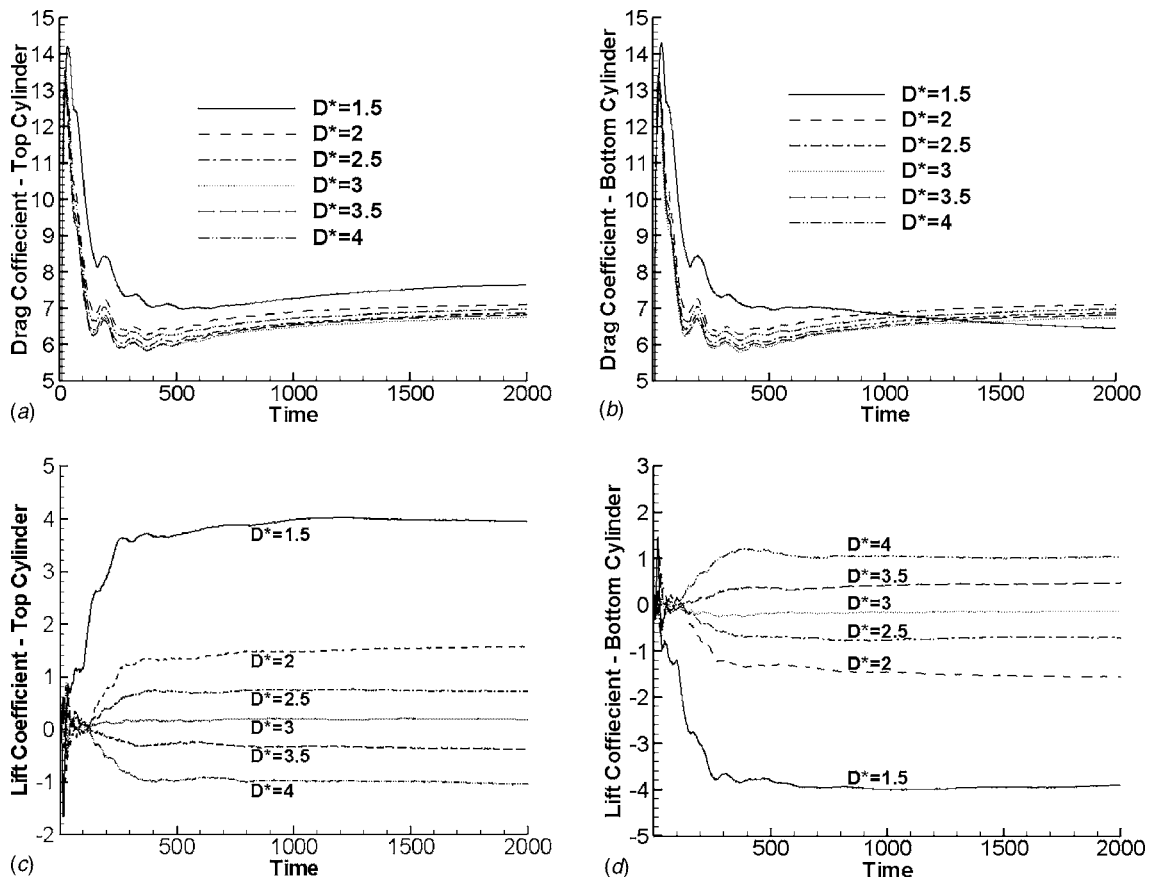 15
14
13
12
11
10
9
8
7
6
5
Drag Coffiecient - Top Cylinder
D*=1.5
D*=2
D*=2.5
D*=3
D*=3.5
D*=4
0
500
1000
1500
2000
Time
(a)
15
14
13
12
11
10
9
8
7
6
5
Drag Coefficient - Bottom Cylinder
D*=1.5
D*=2
D*=2.5
D*=3
D*=3.5
D*=4
500
1000
1500
2000
Time
(b)
5
4
3
2
1
0
-1
-2
Lift Coefficient - Top Cylinder
D*=1.5
D*=2
D*=2.5
D*=3
D*=3.5
D*=4
500
1000
1500
2000
Time
(c)
3
2
1
0
-1
-2
-3
-4
-5
Lift Coffiecient - Bottom Cylinder
D*=4
D*=3.5
D*=3
D*=2.5
D*=2
D*=1.5
500
1000
1500
2000
Time
(d)